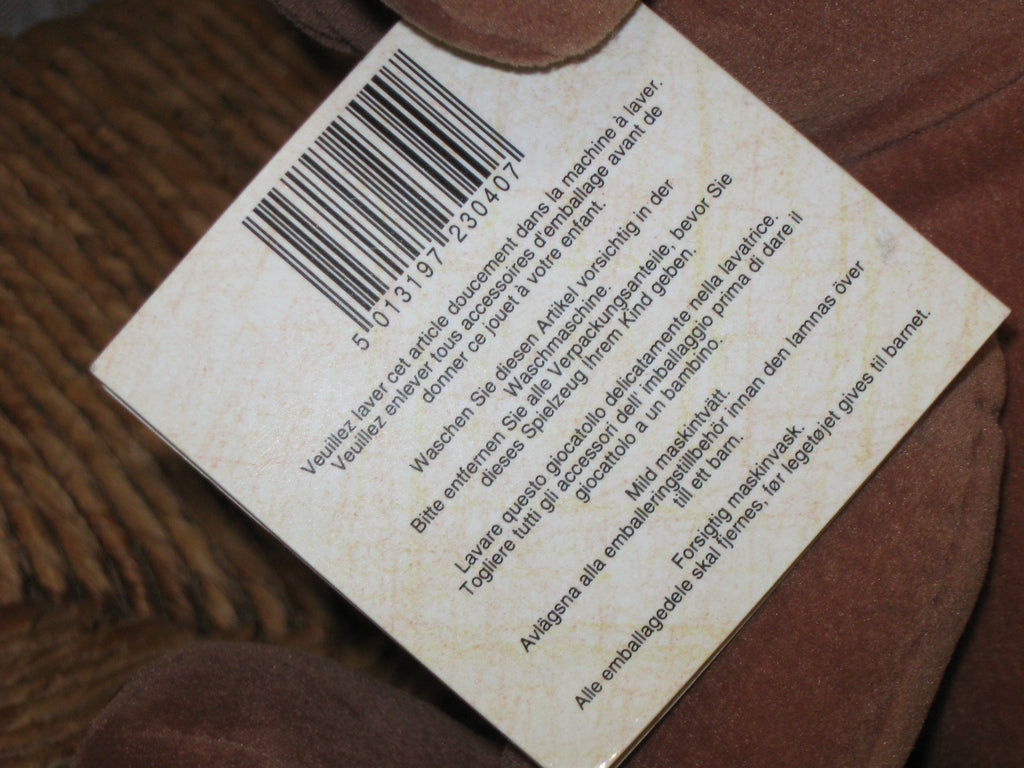 5 013197 230407
Veuillez laver cet article doucement dans la machine à laver.
Veuillez enlever tous accessoires d'emballage avant de
donner ce jouet à votre enfant.
Waschen Sie diesen Artikel vorsichtig in der
Waschmaschine.
Bitte entfernen Sie alle Verpackungsanteile, bevor Sie
dieses Spielzeug Ihrem Kind geben.
Lavare questo giocatollo delicatamente nella lavatrice.
Togliere tutti gli accessori dell' imballaggio prima di dare il
giocattolo a un bambino.
Mild maskintvätt.
Avlägsna alla emballeringstillbehör innan den lamnas över
till ett barn.
Forsigtig maskinvask.
Alle emballagedele skal fjernes, før legetøjet gives til barnet.